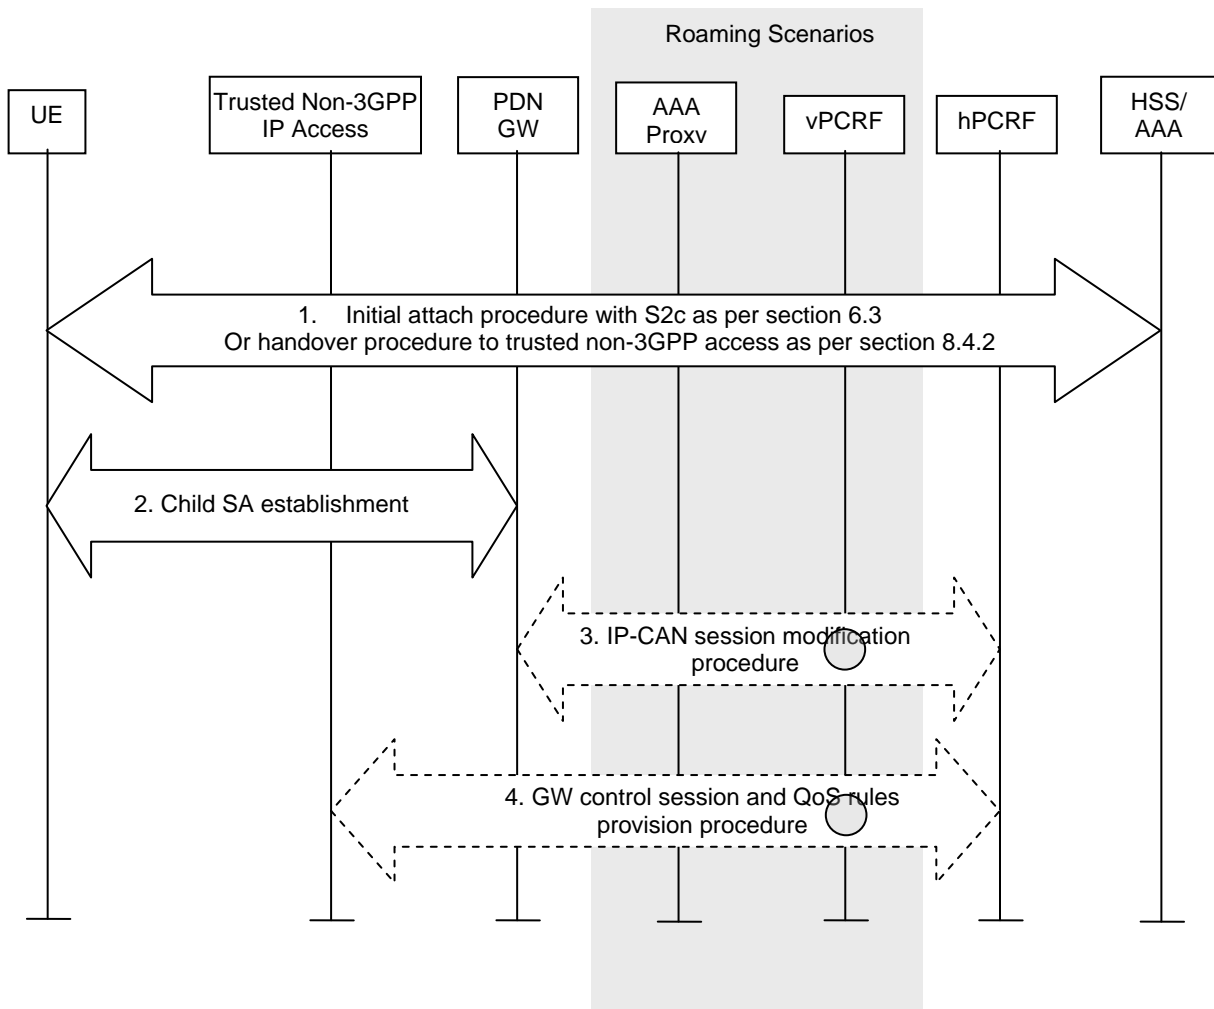 Roaming Scenarios
UE
Trusted Non-3GPP
IP Access
PDN
GW
AAA
Proxv
vPCRF
hPCRF
HSS/
AAA
1. Initial attach procedure with S2c as per section 6.3
Or handover procedure to trusted non-3GPP access as per section 8.4.2
2. Child SA establishment
3. IP-CAN session modification
procedure
4. GW control session and QoS rules
provision procedure